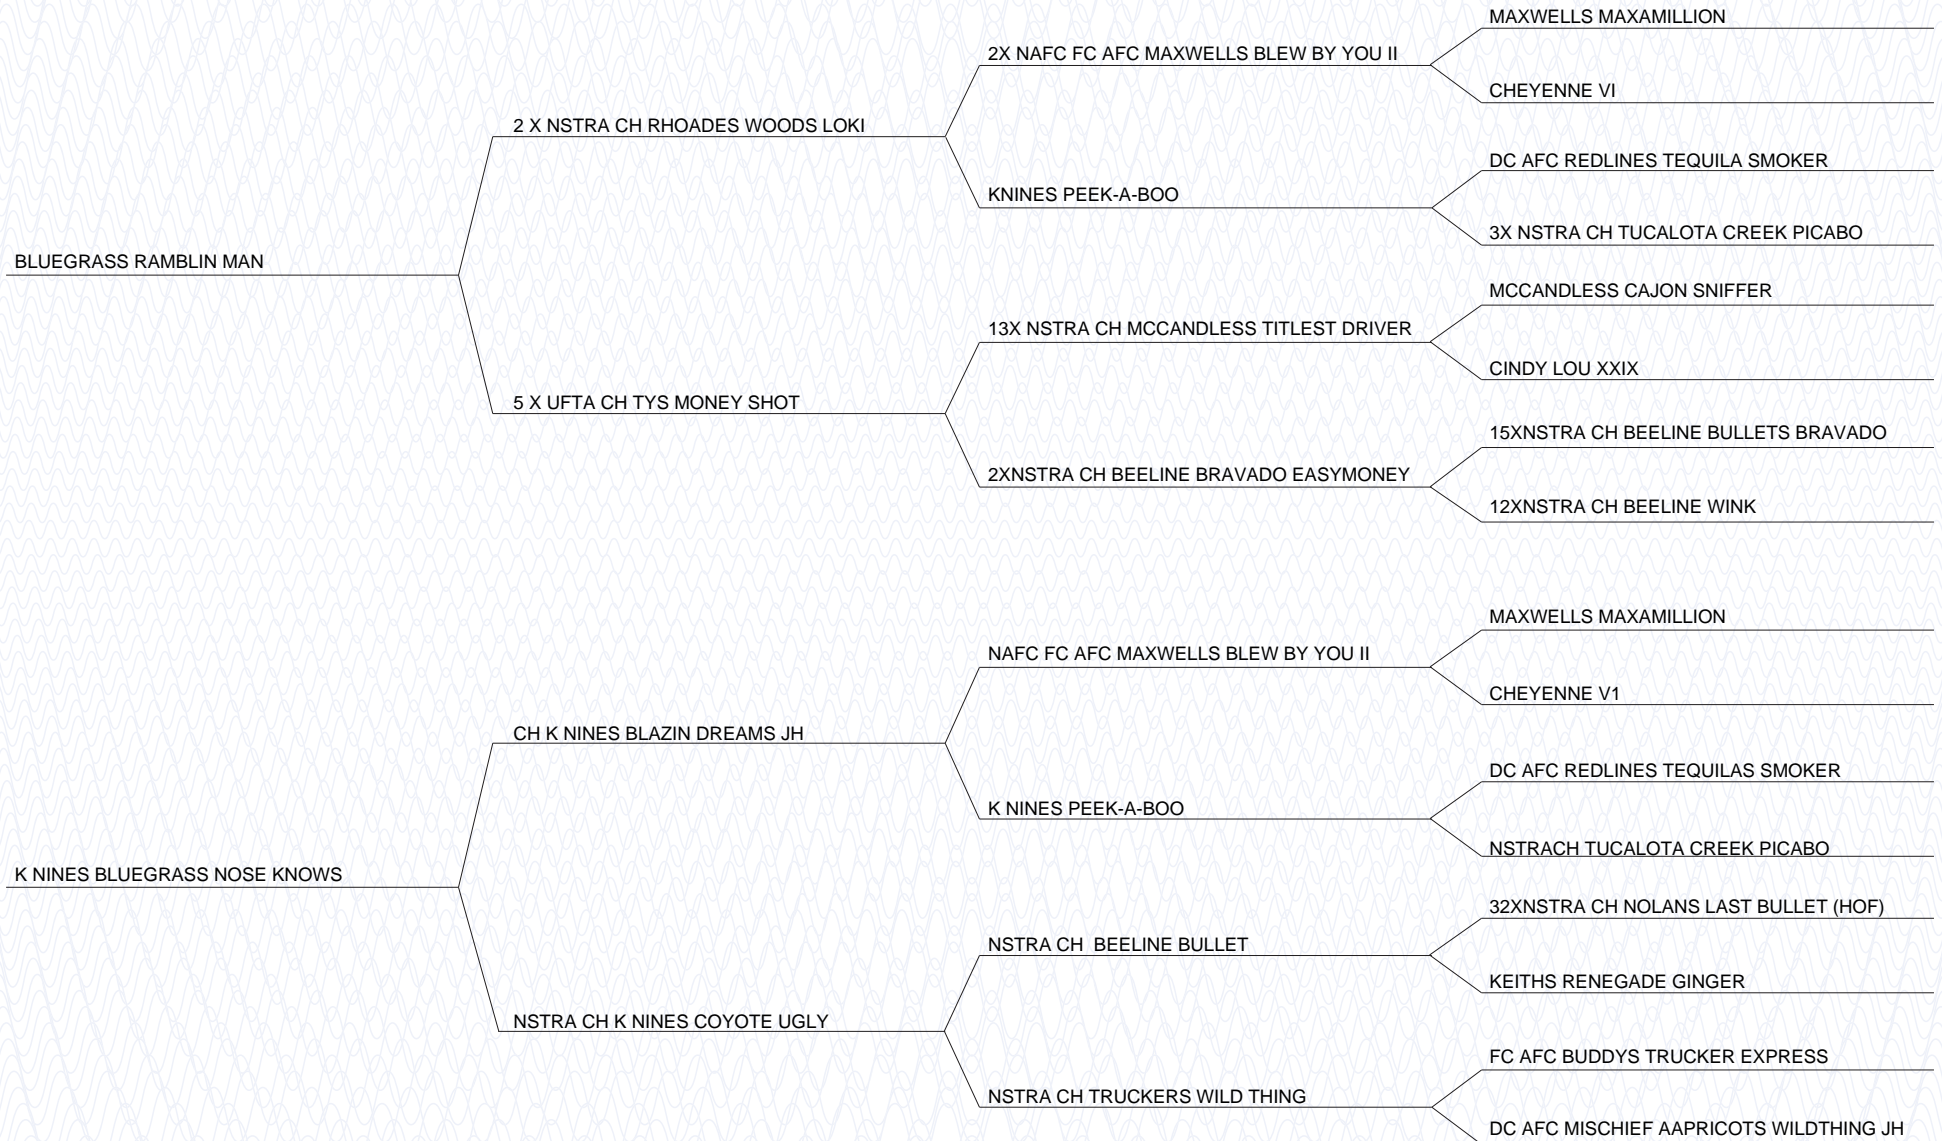 MAXWELLS MAXAMILLION
2X NAFC FC AFC MAXWELLS BLEW BY YOU II
CHEYENNE VI
2 X NSTRA CH RHOADES WOODS LOKI
DC AFC REDLINES TEQUILA SMOKER
KNINES PEEK-A-BOO
3X NSTRA CH TUCALOTA CREEK PICABO
BLUEGRASS RAMBLIN MAN
MCCANDLESS CAJON SNIFFER
13X NSTRA CH MCCANDLESS TITLEST DRIVER
CINDY LOU XXIX
5 X UFTA CH TYS MONEY SHOT
15XNSTRA CH BEELINE BULLETS BRAVADO
2XNSTRA CH BEELINE BRAVADO EASYMONEY
12XNSTRA CH BEELINE WINK
MAXWELLS MAXAMILLION
NAFC FC AFC MAXWELLS BLEW BY YOU II
CHEYENNE V1
CH K NINES BLAZIN DREAMS JH
DC AFC REDLINES TEQUILAS SMOKER
K NINES PEEK-A-BOO
NSTRACH TUCALOTA CREEK PICABO
K NINES BLUEGRASS NOSE KNOWS
32XNSTRA CH NOLANS LAST BULLET (HOF)
NSTRA CH  BEELINE BULLET
KEITHS RENEGADE GINGER
NSTRA CH K NINES COYOTE UGLY
FC AFC BUDDYS TRUCKER EXPRESS
NSTRA CH TRUCKERS WILD THING
DC AFC MISCHIEF AAPRICOTS WILDTHING JH